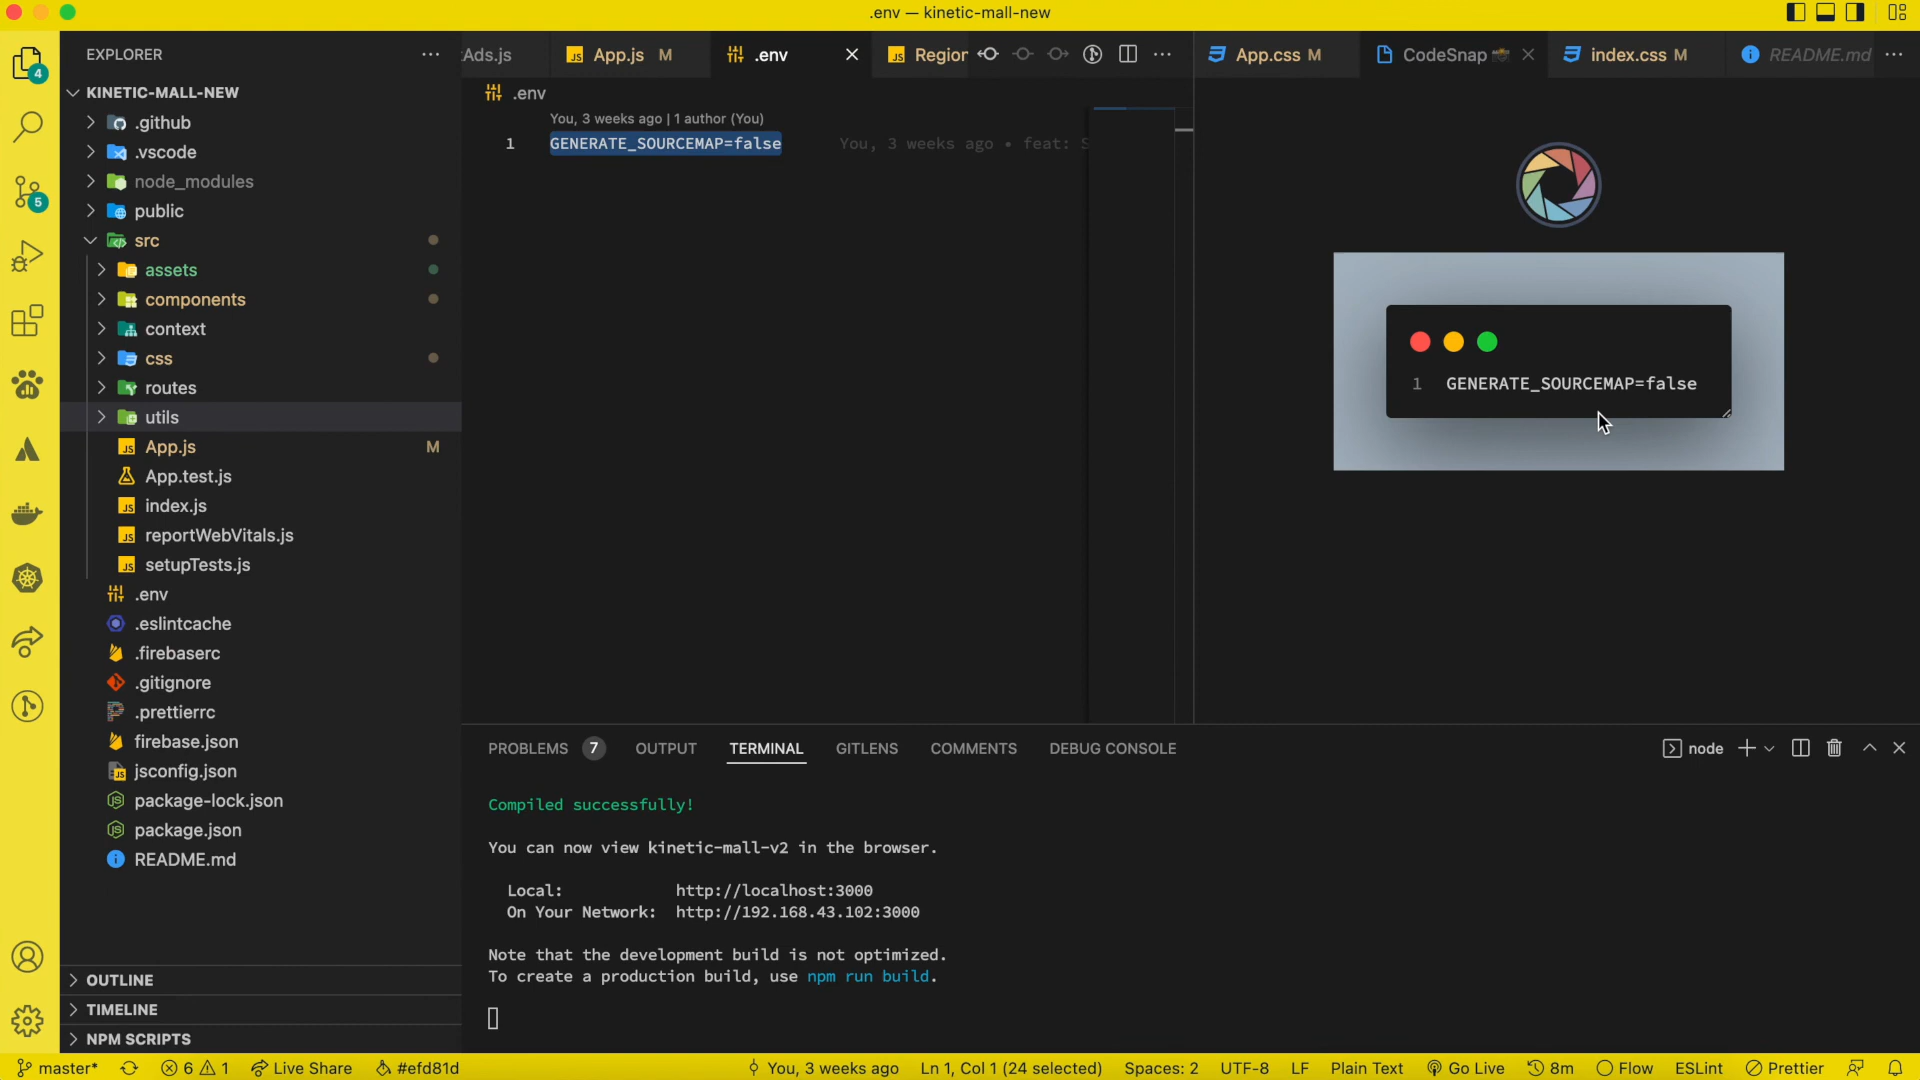 .env — kinetic-mall-new
4
5
EXPLORER
KINETIC-MALL-NEW
.github
.vscode
node_modules
public
src
assets
components
context
css
routes
utils
App.js M
App.test.js
index.js
reportWebVitals.js
setupTests.js
.env
.eslintcache
.firebaserc
.gitignore
.prettierrc
firebase.json
jsconfig.json
package-lock.json
package.json
README.md
OUTLINE
TIMELINE
NPM SCRIPTS
Ads.js App.js M .env Region
.env
You, 3 weeks ago | 1 author (You)
1 GENERATE_SOURCEMAP=false You, 3 weeks ago • feat: S
App.css M CodeSnap index.css M README.md
1 GENERATE_SOURCEMAP=false
PROBLEMS 7 OUTPUT TERMINAL GITLENS COMMENTS DEBUG CONSOLE node
Compiled successfully!
You can now view kinetic-mall-v2 in the browser.
Local: http://localhost:3000
On Your Network: http://192.168.43.102:3000
Note that the development build is not optimized.
To create a production build, use npm run build.
master* 6 1 Live Share #efd81d You, 3 weeks ago Ln 1, Col 1 (24 selected) Spaces: 2 UTF-8 LF Plain Text Go Live 8m Flow ESLint Prettier